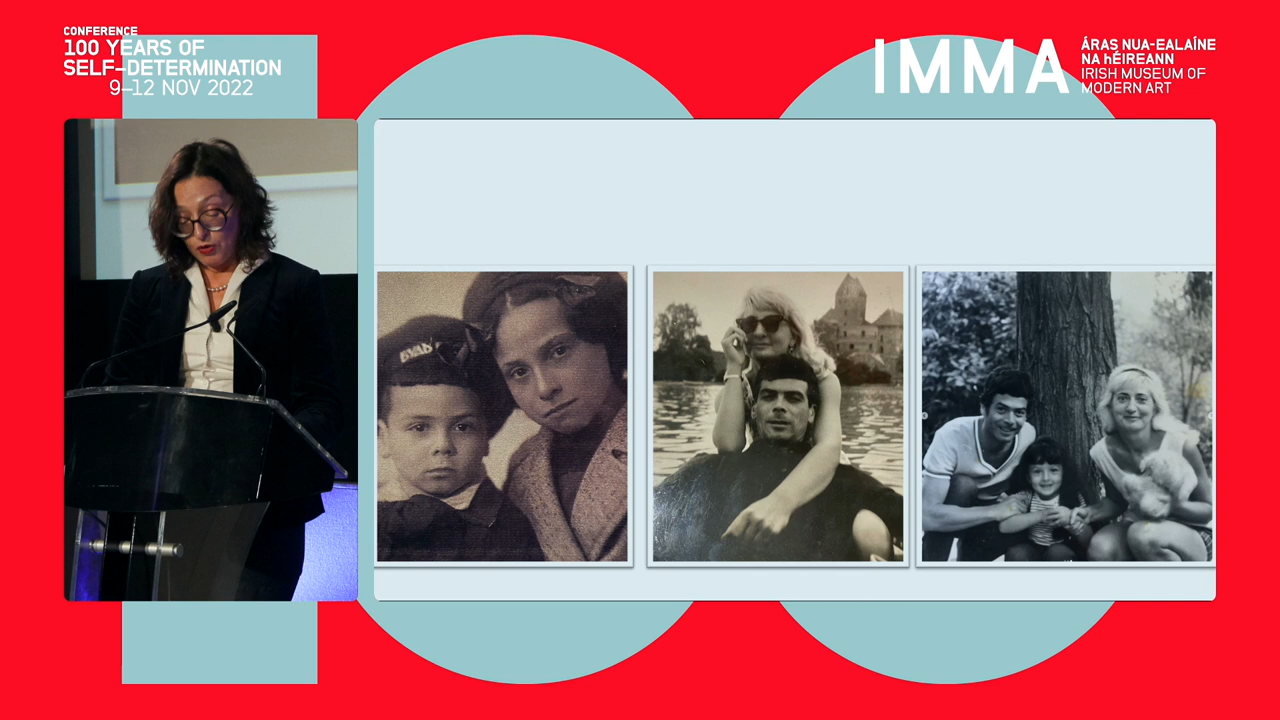 CONFERENCE
100 YEARS OF
SELF–DETERMINATION
9–12 NOV 2022
IMMA
ÁRAS NUA-EALAÍNE
NA hÉIREANN
IRISH MUSEUM OF
MODERN ART